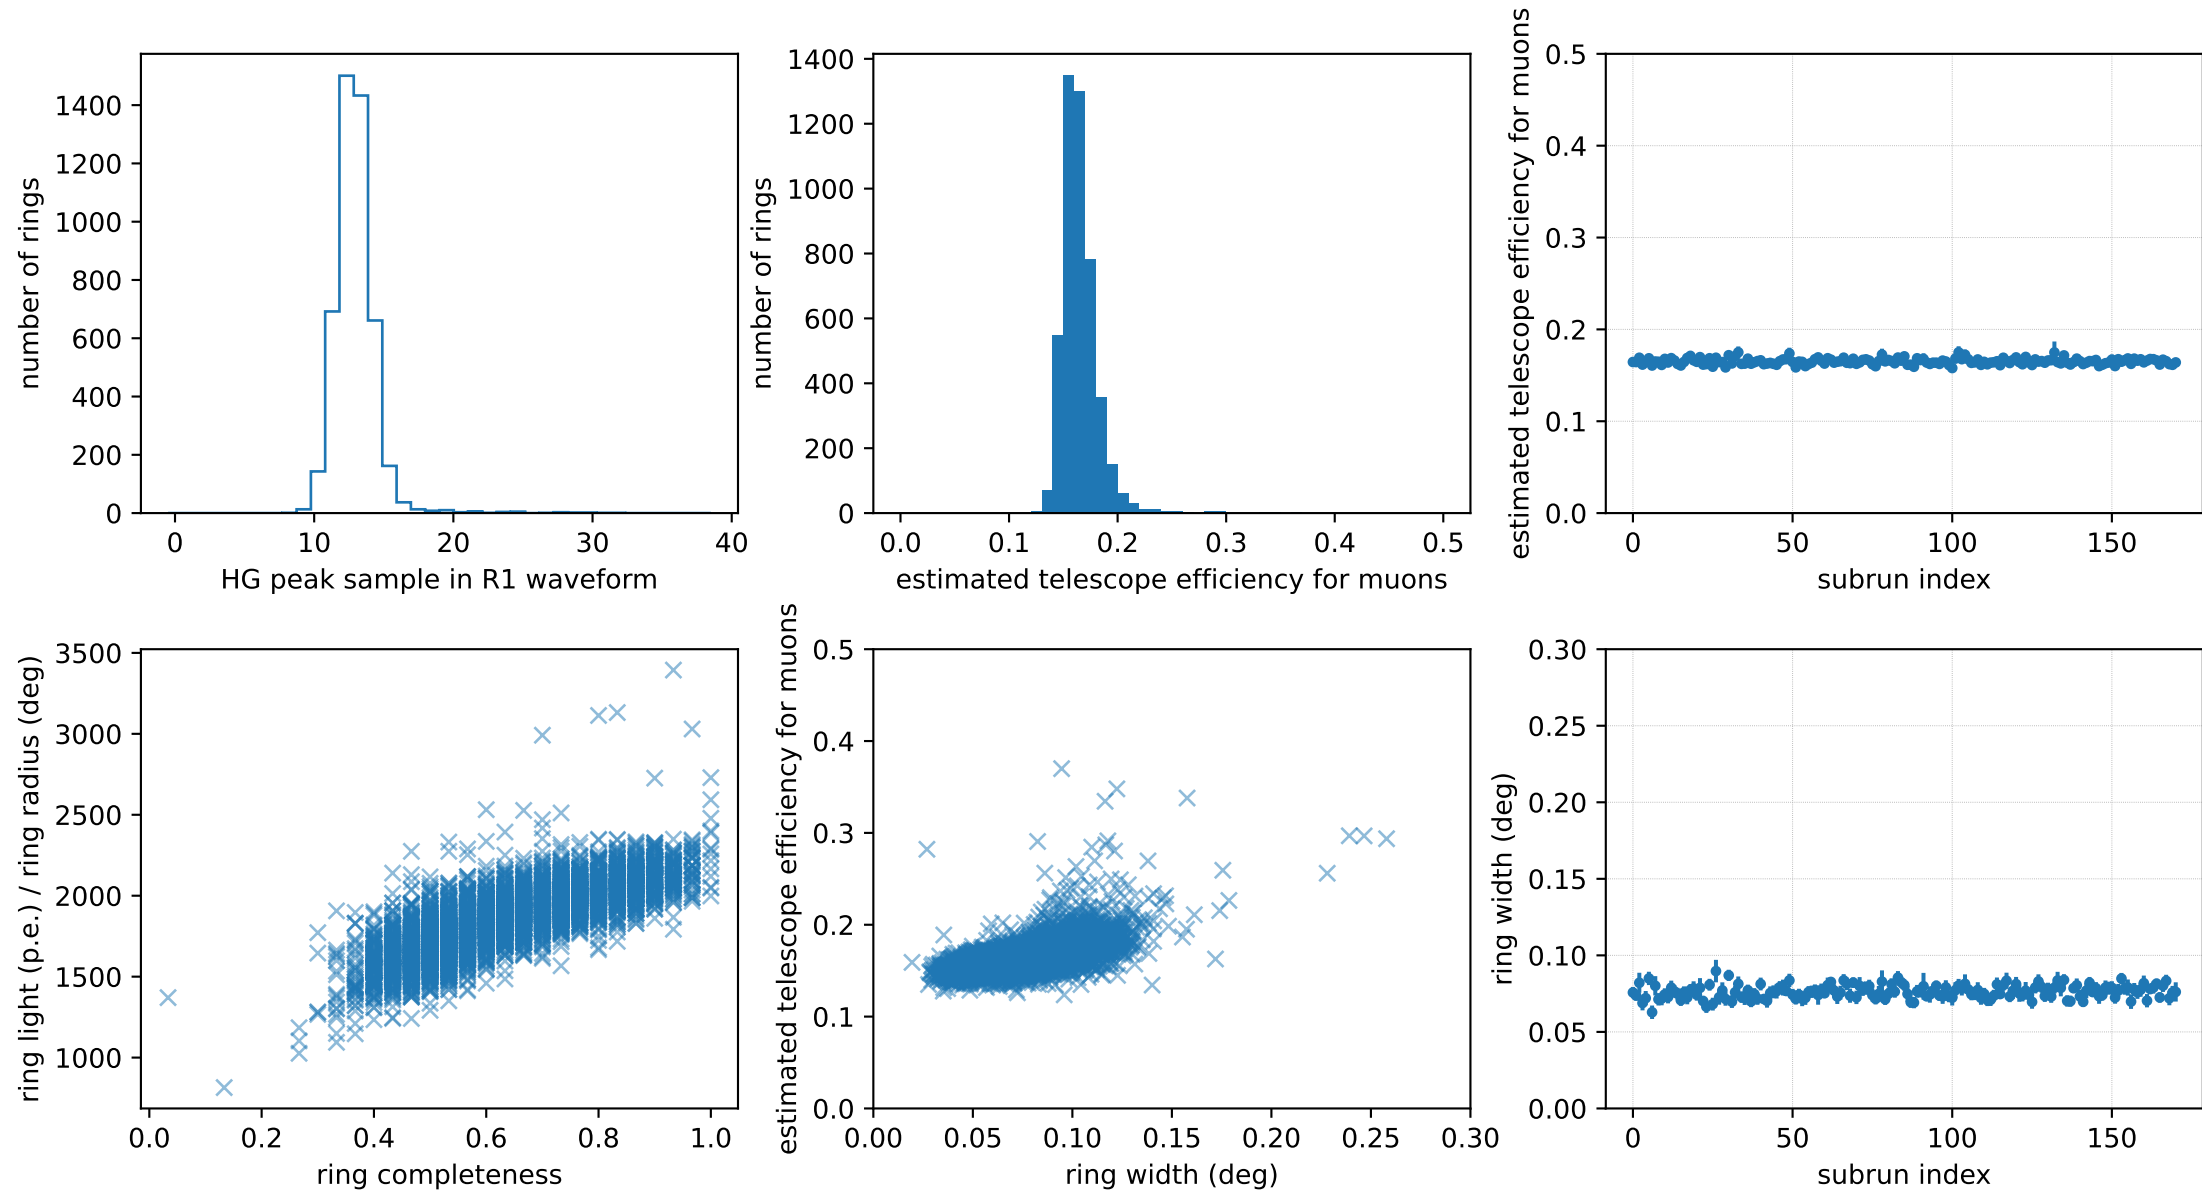 number of rings
1400
1200
1000
800
600
400
200
0
0 10 20 30 40
HG peak sample in R1 waveform
number of rings
1400
1200
1000
800
600
400
200
0
0.0 0.1 0.2 0.3 0.4 0.5
estimated telescope efficiency for muons
estimated telescope efficiency for muons
0.5
0.4
0.3
0.2
0.1
0.0
0 50 100 150
subrun index
ring light (p.e.) / ring radius (deg)
3500
3000
2500
2000
1500
1000
0.0 0.2 0.4 0.6 0.8 1.0
ring completeness
estimated telescope efficiency for muons
0.5
0.4
0.3
0.2
0.1
0.0
0.00 0.05 0.10 0.15 0.20 0.25 0.30
ring width (deg)
ring width (deg)
0.30
0.25
0.20
0.15
0.10
0.05
0.00
0 50 100 150
subrun index